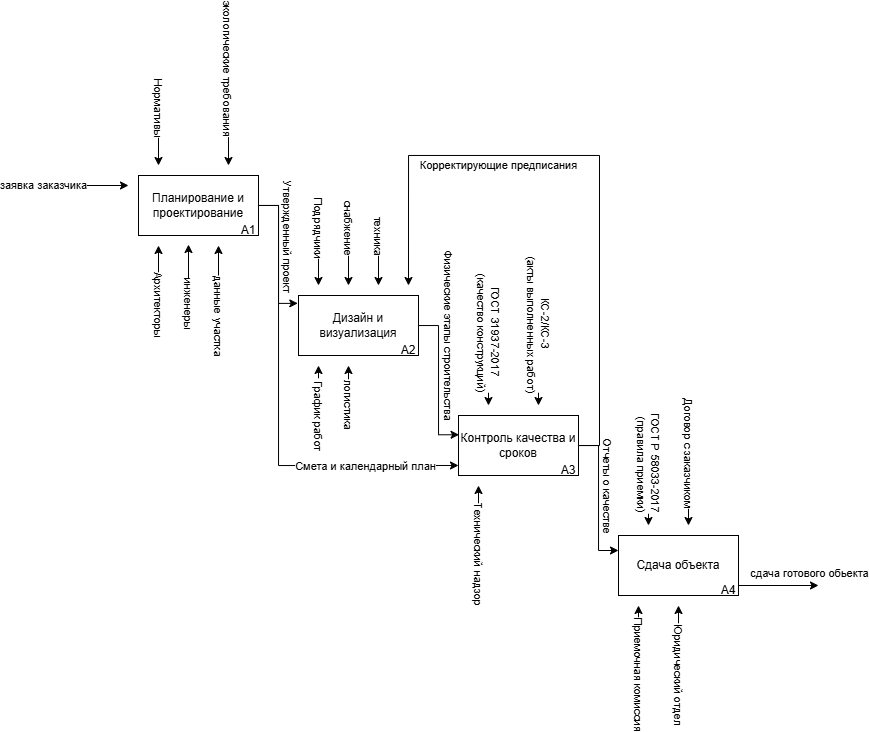 экологические требования
Нормативы
заявка заказчика
Планирование и
проектирование
A1
Архитекторы
инженеры
данные участка
Утвержденный проект
Подрядчики
снабжение
техника
Корректирующие предписания
Дизайн и
визуализация
A2
График работ
логистика
Физические этапы строительства
ГОСТ 31937-2017
(качество конструкций)
КС-2/КС-3
(акты выполненных работ)
Смета и календарный план
Контроль качества и
сроков
A3
Технический надзор
Отчеты о качестве
ГОСТ Р 58033-2017
(правила приемки)
Договор с заказчиком
Сдача объекта
A4
сдача готового обьекта
Приемочная комиссия
Юридический отдел